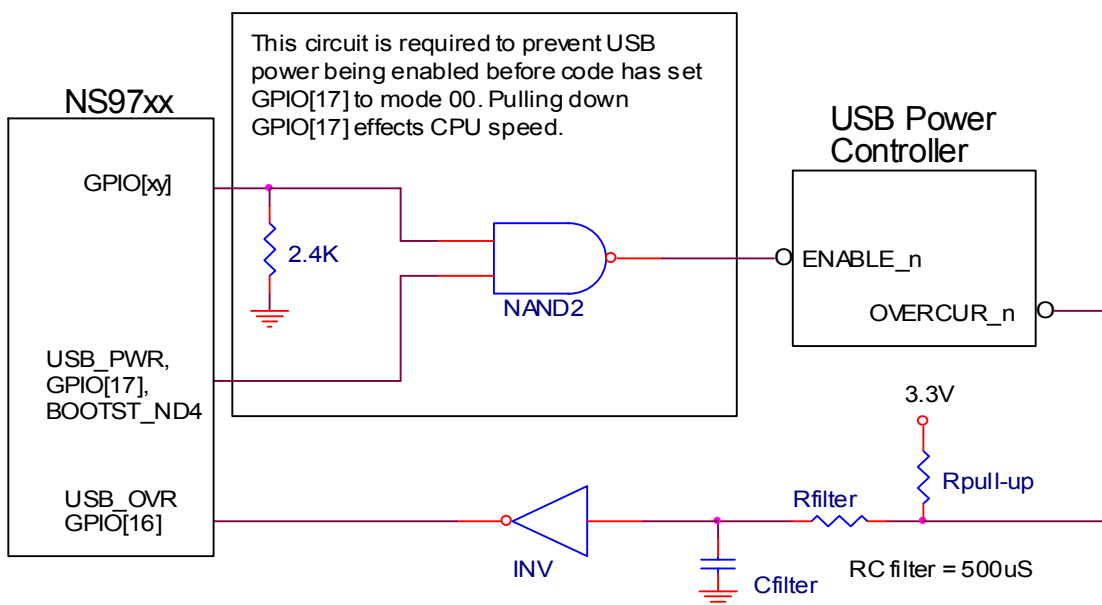 This circuit is required to prevent USB
power being enabled before code has set
GPIO[17] to mode 00. Pulling down
GPIO[17] effects CPU speed.
NS97xx
USB Power
Controller
GPIO[xy]
2.4K
NAND2
ENABLE_n
OVERCUR_n
USB_PWR,
GPIO[17],
BOOTST_ND4
3.3V
USB_OVR
GPIO[16]
Rpull-up
Rfilter
INV
Cfilter
RC filter = 500uS